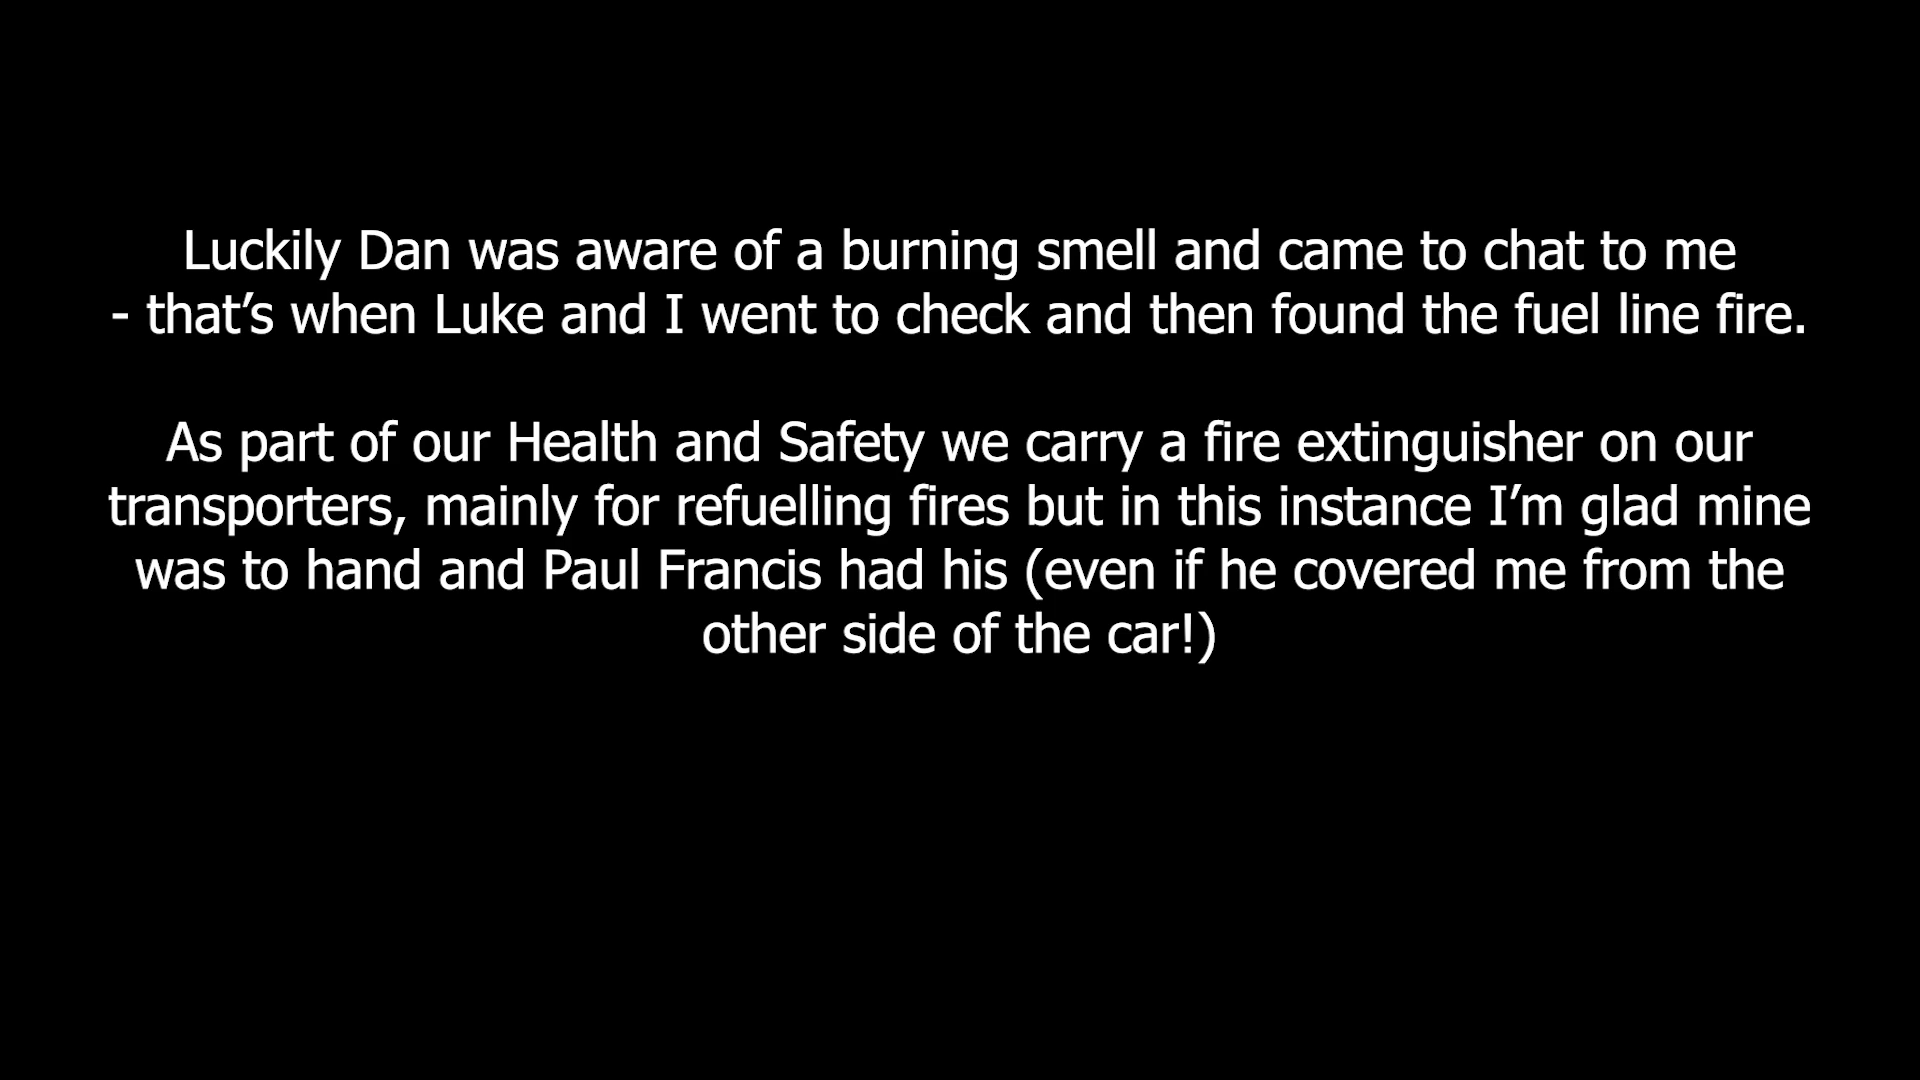 Luckily Dan was aware of a burning smell and came to chat to me
- that’s when Luke and I went to check and then found the fuel line fire.
As part of our Health and Safety we carry a fire extinguisher on our
transporters, mainly for refuelling fires but in this instance I’m glad mine
was to hand and Paul Francis had his (even if he covered me from the
other side of the car!)